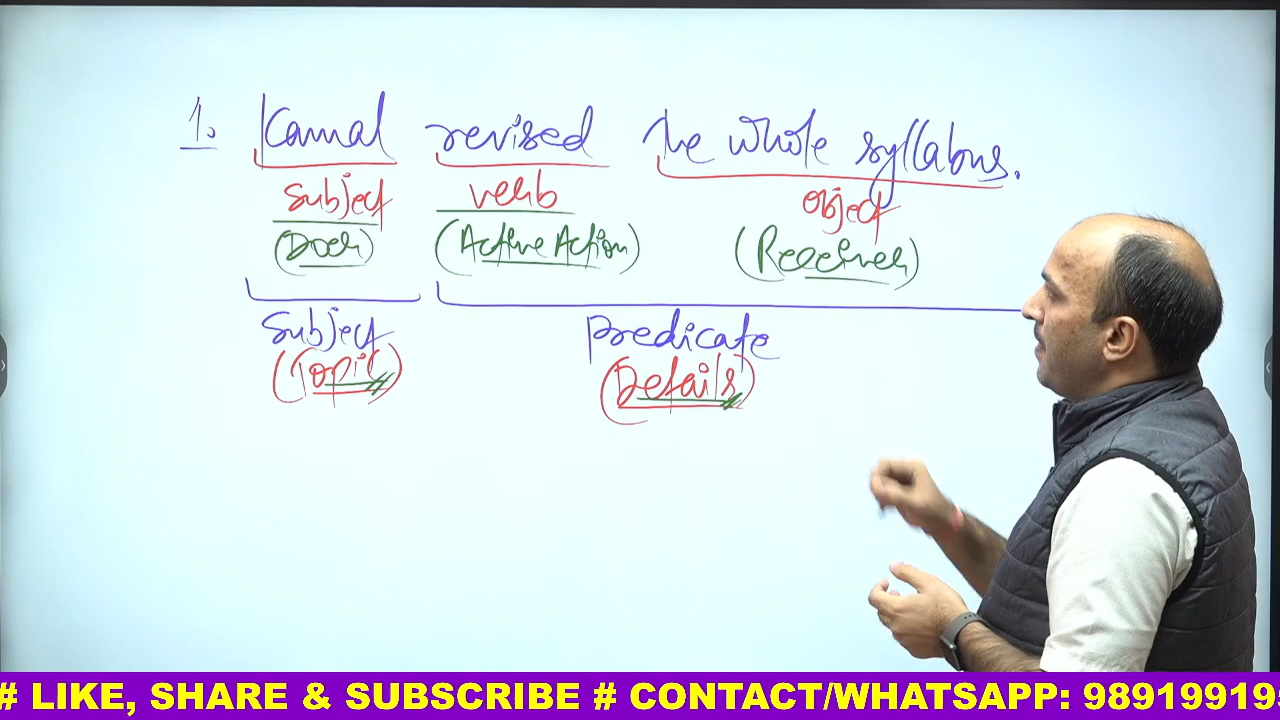 1. Kamal revised the whole syllabus.
subject verb object
(Doer) (Active Action) (Receiver)
Subject Predicate
(Topic) (Details)
# LIKE, SHARE & SUBSCRIBE # CONTACT/WHATSAPP: 989199919